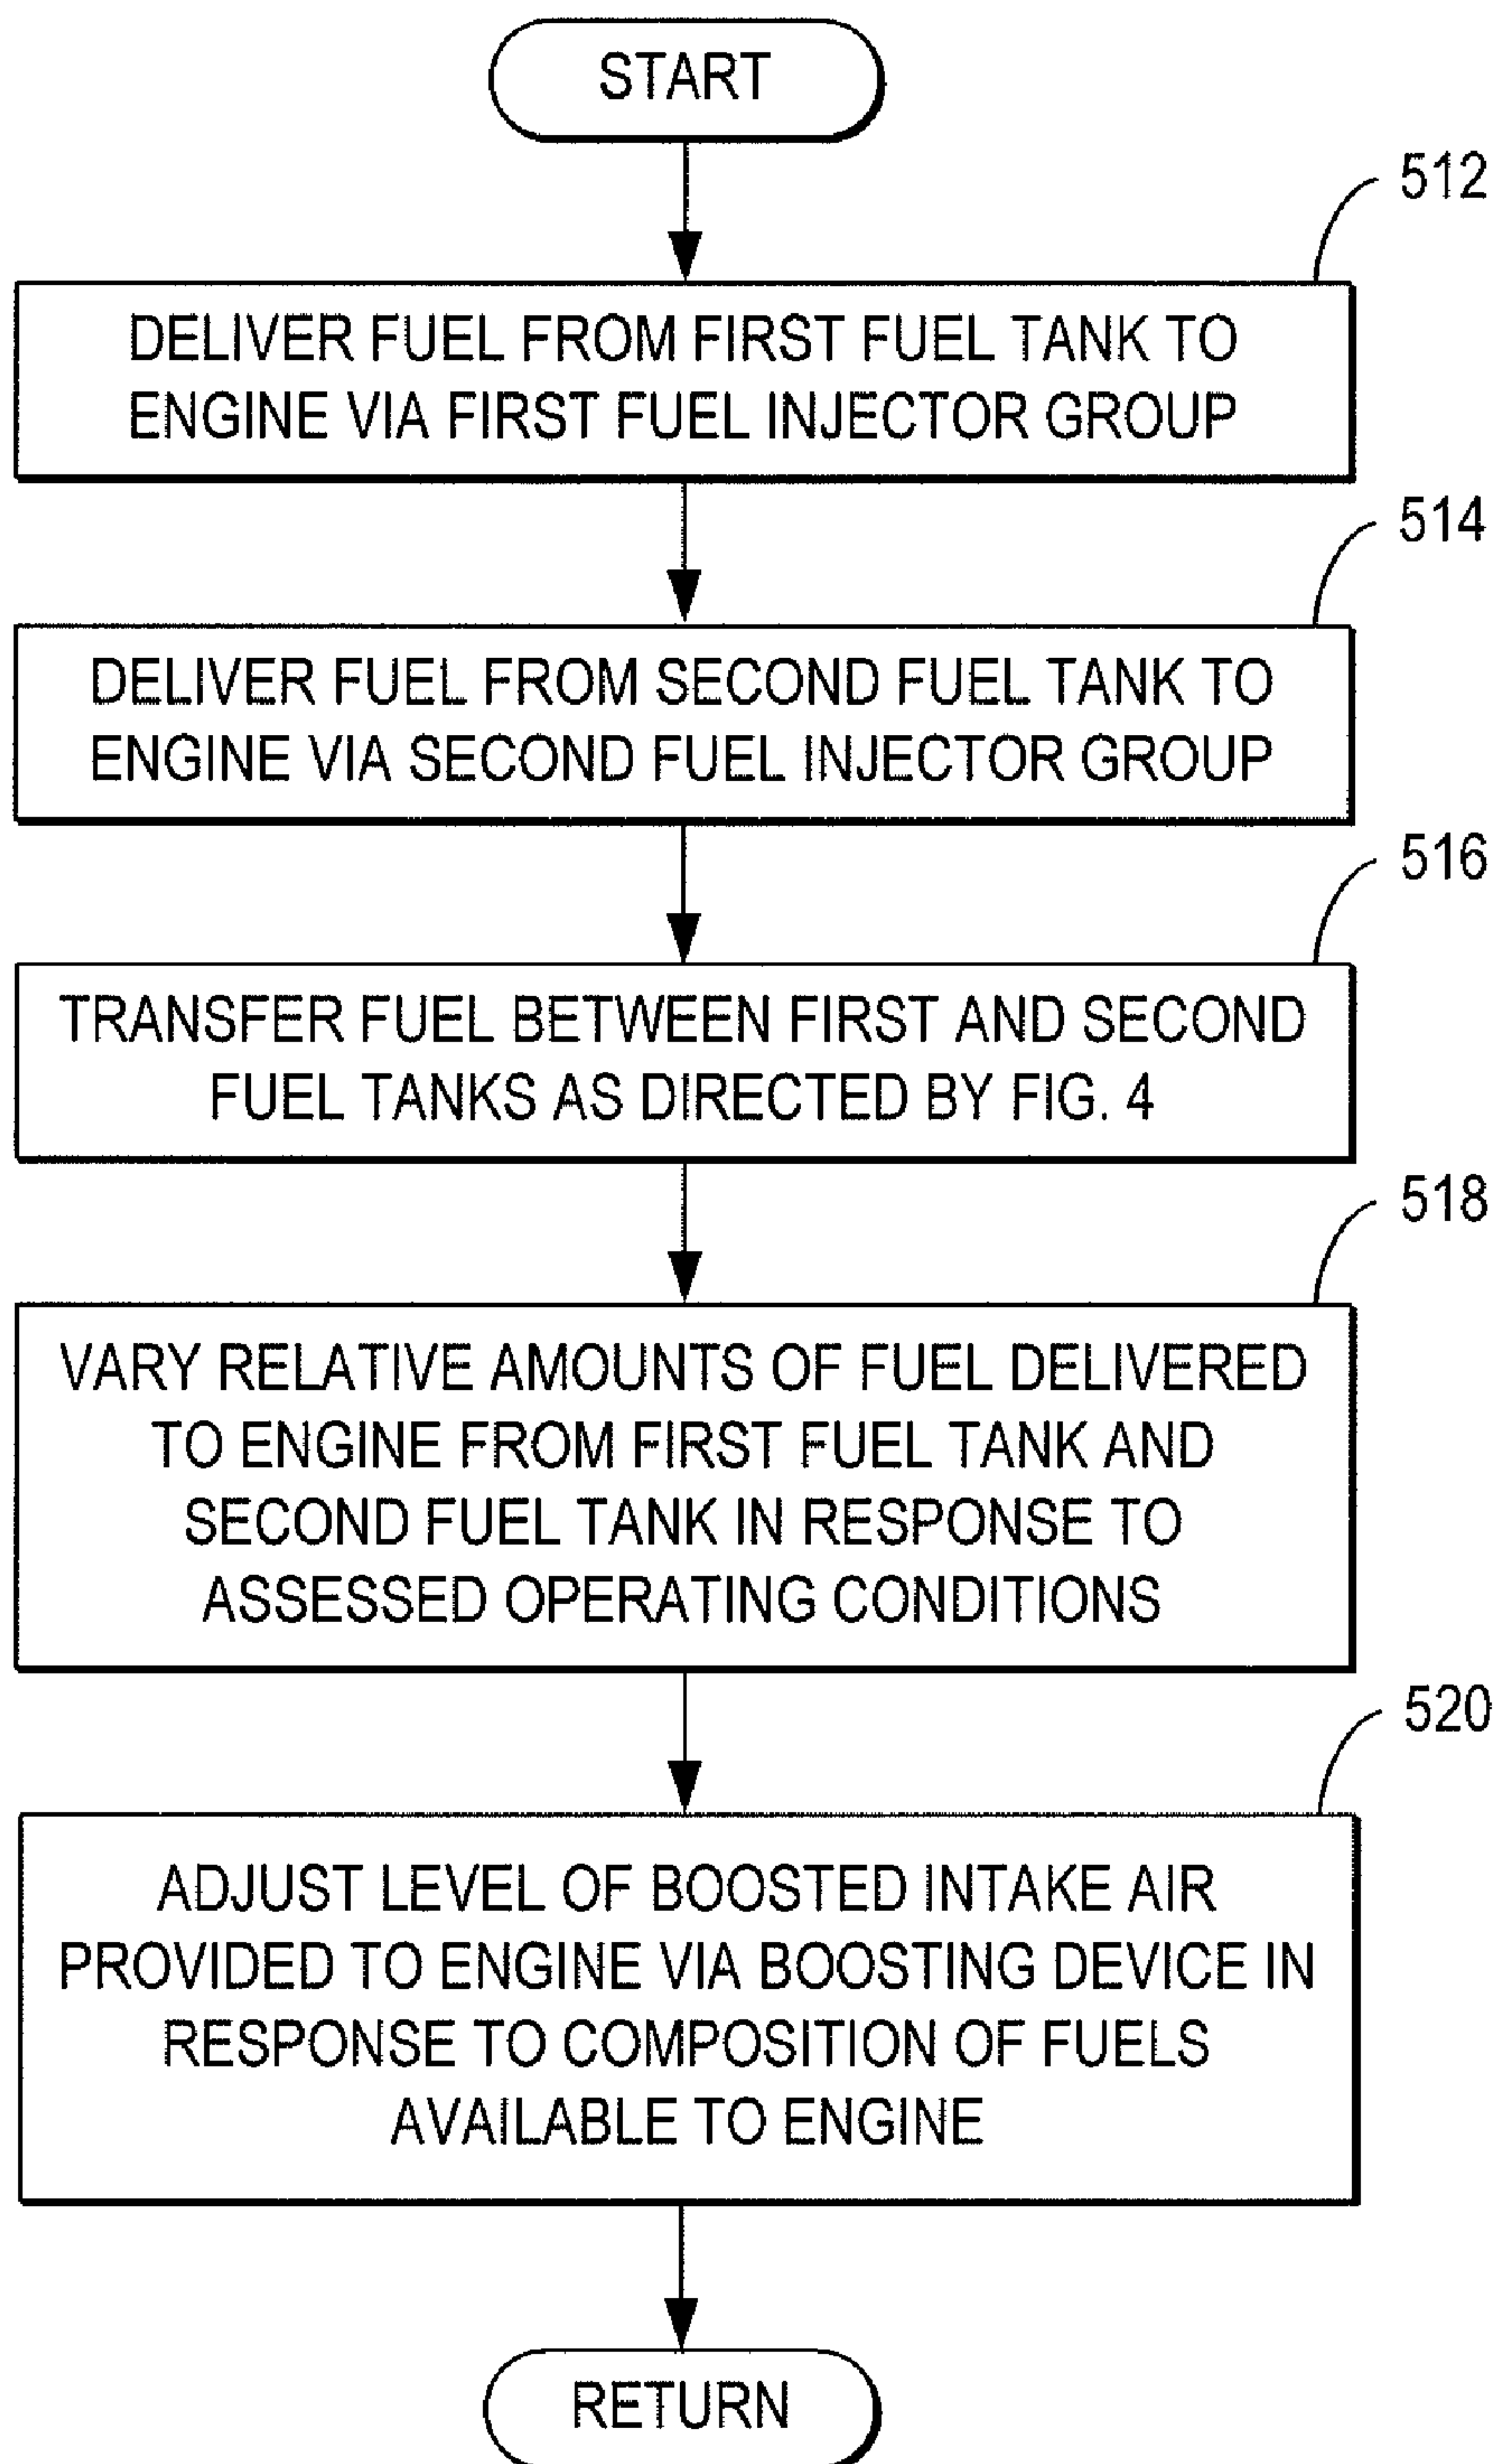 START
512
DELIVER FUEL FROM FIRST FUEL TANK TO
ENGINE VIA FIRST FUEL INJECTOR GROUP
514
DELIVER FUEL FROM SECOND FUEL TANK TO
ENGINE VIA SECOND FUEL INJECTOR GROUP
516
TRANSFER FUEL BETWEEN FIRST AND SECOND
FUEL TANKS AS DIRECTED BY FIG. 4
518
VARY RELATIVE AMOUNTS OF FUEL DELIVERED
TO ENGINE FROM FIRST FUEL TANK AND
SECOND FUEL TANK IN RESPONSE TO
ASSESSED OPERATING CONDITIONS
520
ADJUST LEVEL OF BOOSTED INTAKE AIR
PROVIDED TO ENGINE VIA BOOSTING DEVICE IN
RESPONSE TO COMPOSITION OF FUELS
AVAILABLE TO ENGINE
RETURN